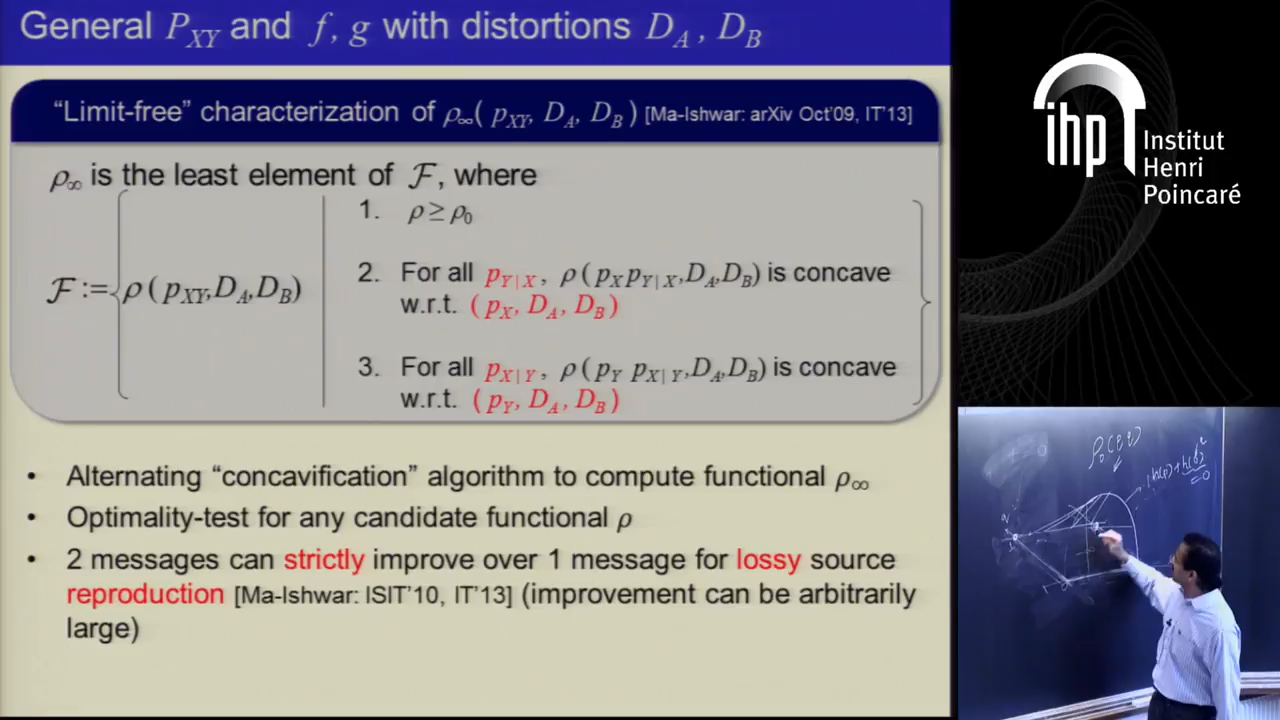 General P_XY and f, g with distortions D_A, D_B
“Limit-free” characterization of ρ∞( p_XY, D_A, D_B ) [Ma-Ishwar: arXiv Oct'09, IT'13]
ρ∞ is the least element of ℱ, where
ℱ := { ρ ( p_XY, D_A, D_B )
1. ρ ≥ ρ₀
2. For all p_Y|X , ρ ( p_X p_Y|X, D_A, D_B) is concave
w.r.t. ( p_X, D_A, D_B )
3. For all p_X|Y, ρ ( p_Y p_X|Y, D_A, D_B) is concave
w.r.t. ( p_Y, D_A, D_B ) }
• Alternating “concavification” algorithm to compute functional ρ∞
• Optimality-test for any candidate functional ρ
• 2 messages can strictly improve over 1 message for lossy source
reproduction [Ma-Ishwar: ISIT'10, IT'13] (improvement can be arbitrarily
large)
ihp
Institut
Henri
Poincaré